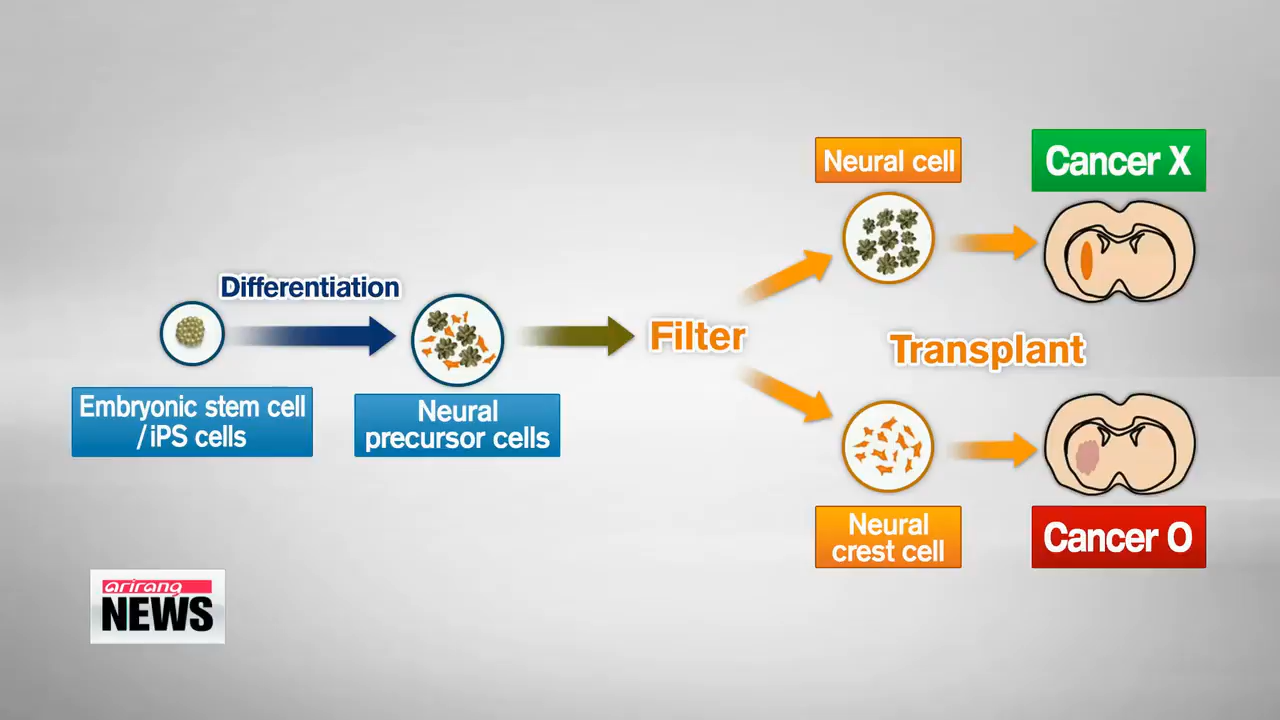 Differentiation
Embryonic stem cell
/ iPS cells
Neural
precursor cells
Filter
Neural cell
Cancer X
Transplant
Neural
crest cell
Cancer O
arirang
NEWS